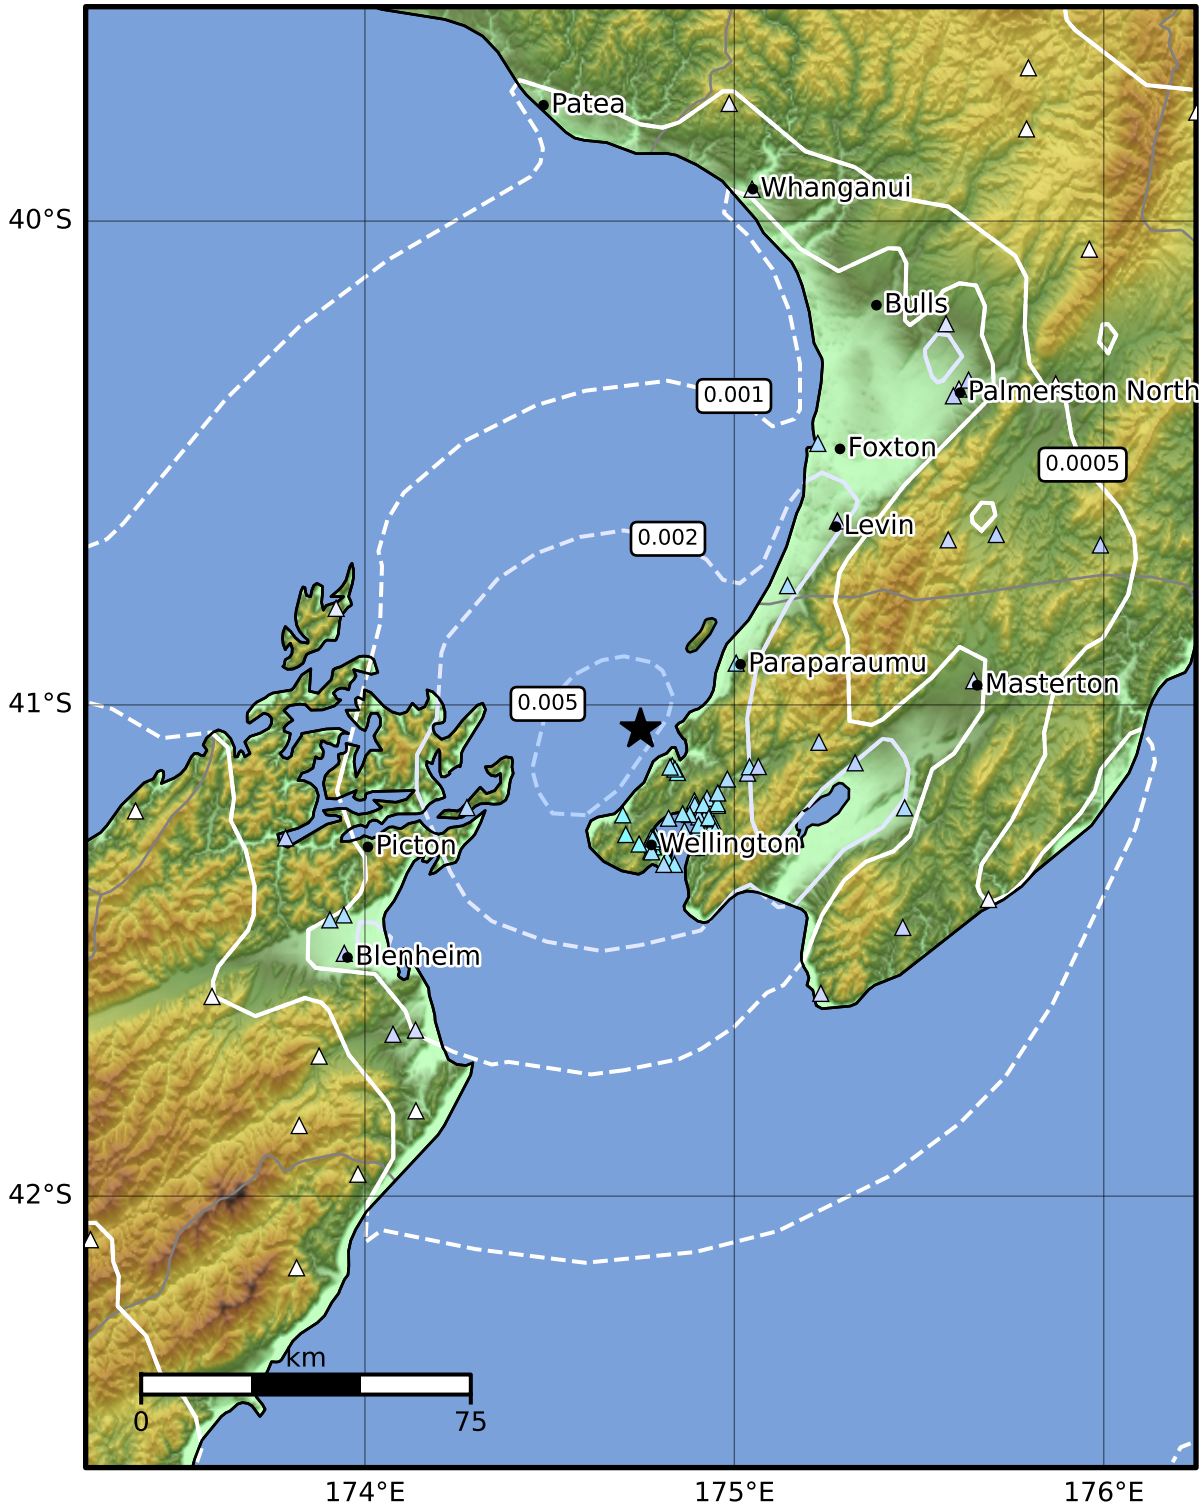 Patea
Whanganui
40°S
Bulls
0.001
Palmerston North
Foxton
0.0005
Levin
0.002
Paraparaumu
Masterton
0.005
41°S
Picton
Wellington
Blenheim
42°S
km
0
75
174°E
175°E
176°E